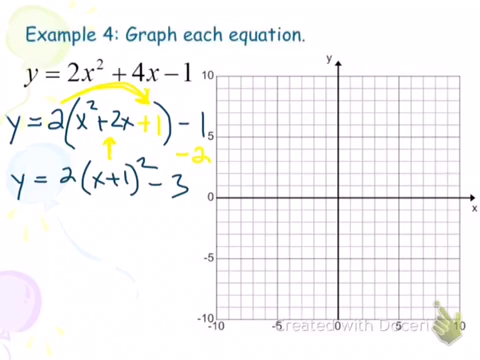 Example 4: Graph each equation.
y = 2x² + 4x − 1
y = 2(x² + 2x + 1) − 1
− 2
y = 2(x+1)² − 3
y
10
5
0
-5
-10
-10 -5 0 5 10
x
Created with Doceri